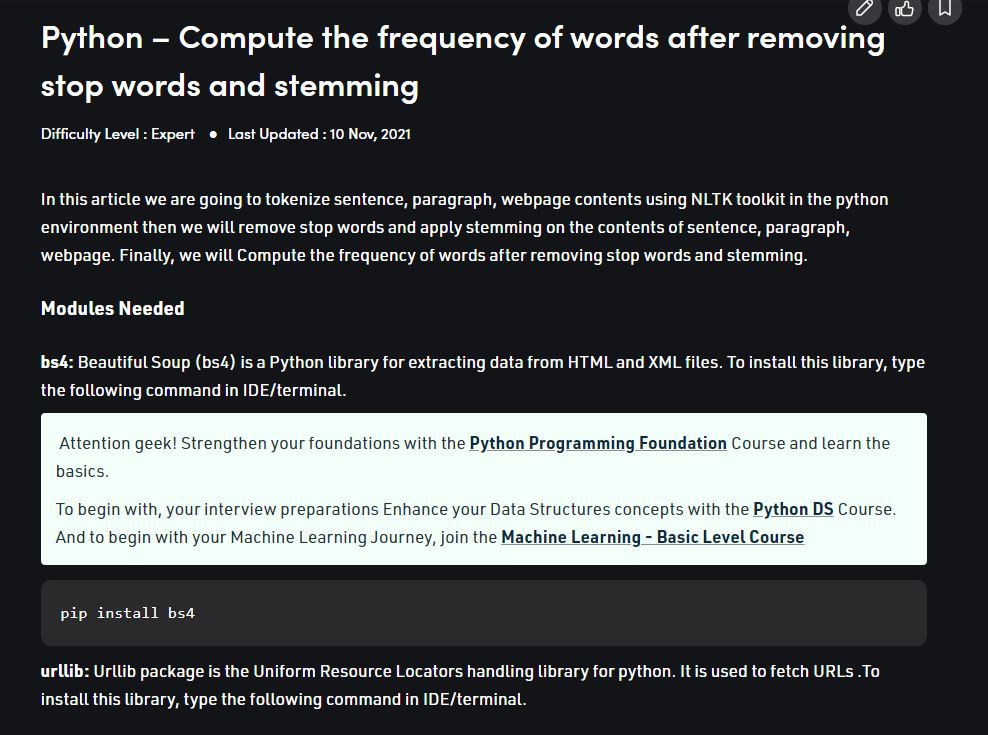 Python – Compute the frequency of words after removing
stop words and stemming
Difficulty Level : Expert ● Last Updated : 10 Nov, 2021
In this article we are going to tokenize sentence, paragraph, webpage contents using NLTK toolkit in the python
environment then we will remove stop words and apply stemming on the contents of sentence, paragraph,
webpage. Finally, we will Compute the frequency of words after removing stop words and stemming.
Modules Needed
bs4: Beautiful Soup (bs4) is a Python library for extracting data from HTML and XML files. To install this library, type
the following command in IDE/terminal.
Attention geek! Strengthen your foundations with the Python Programming Foundation Course and learn the
basics.
To begin with, your interview preparations Enhance your Data Structures concepts with the Python DS Course.
And to begin with your Machine Learning Journey, join the Machine Learning - Basic Level Course
pip install bs4
urllib: Urllib package is the Uniform Resource Locators handling library for python. It is used to fetch URLs .To
install this library, type the following command in IDE/terminal.